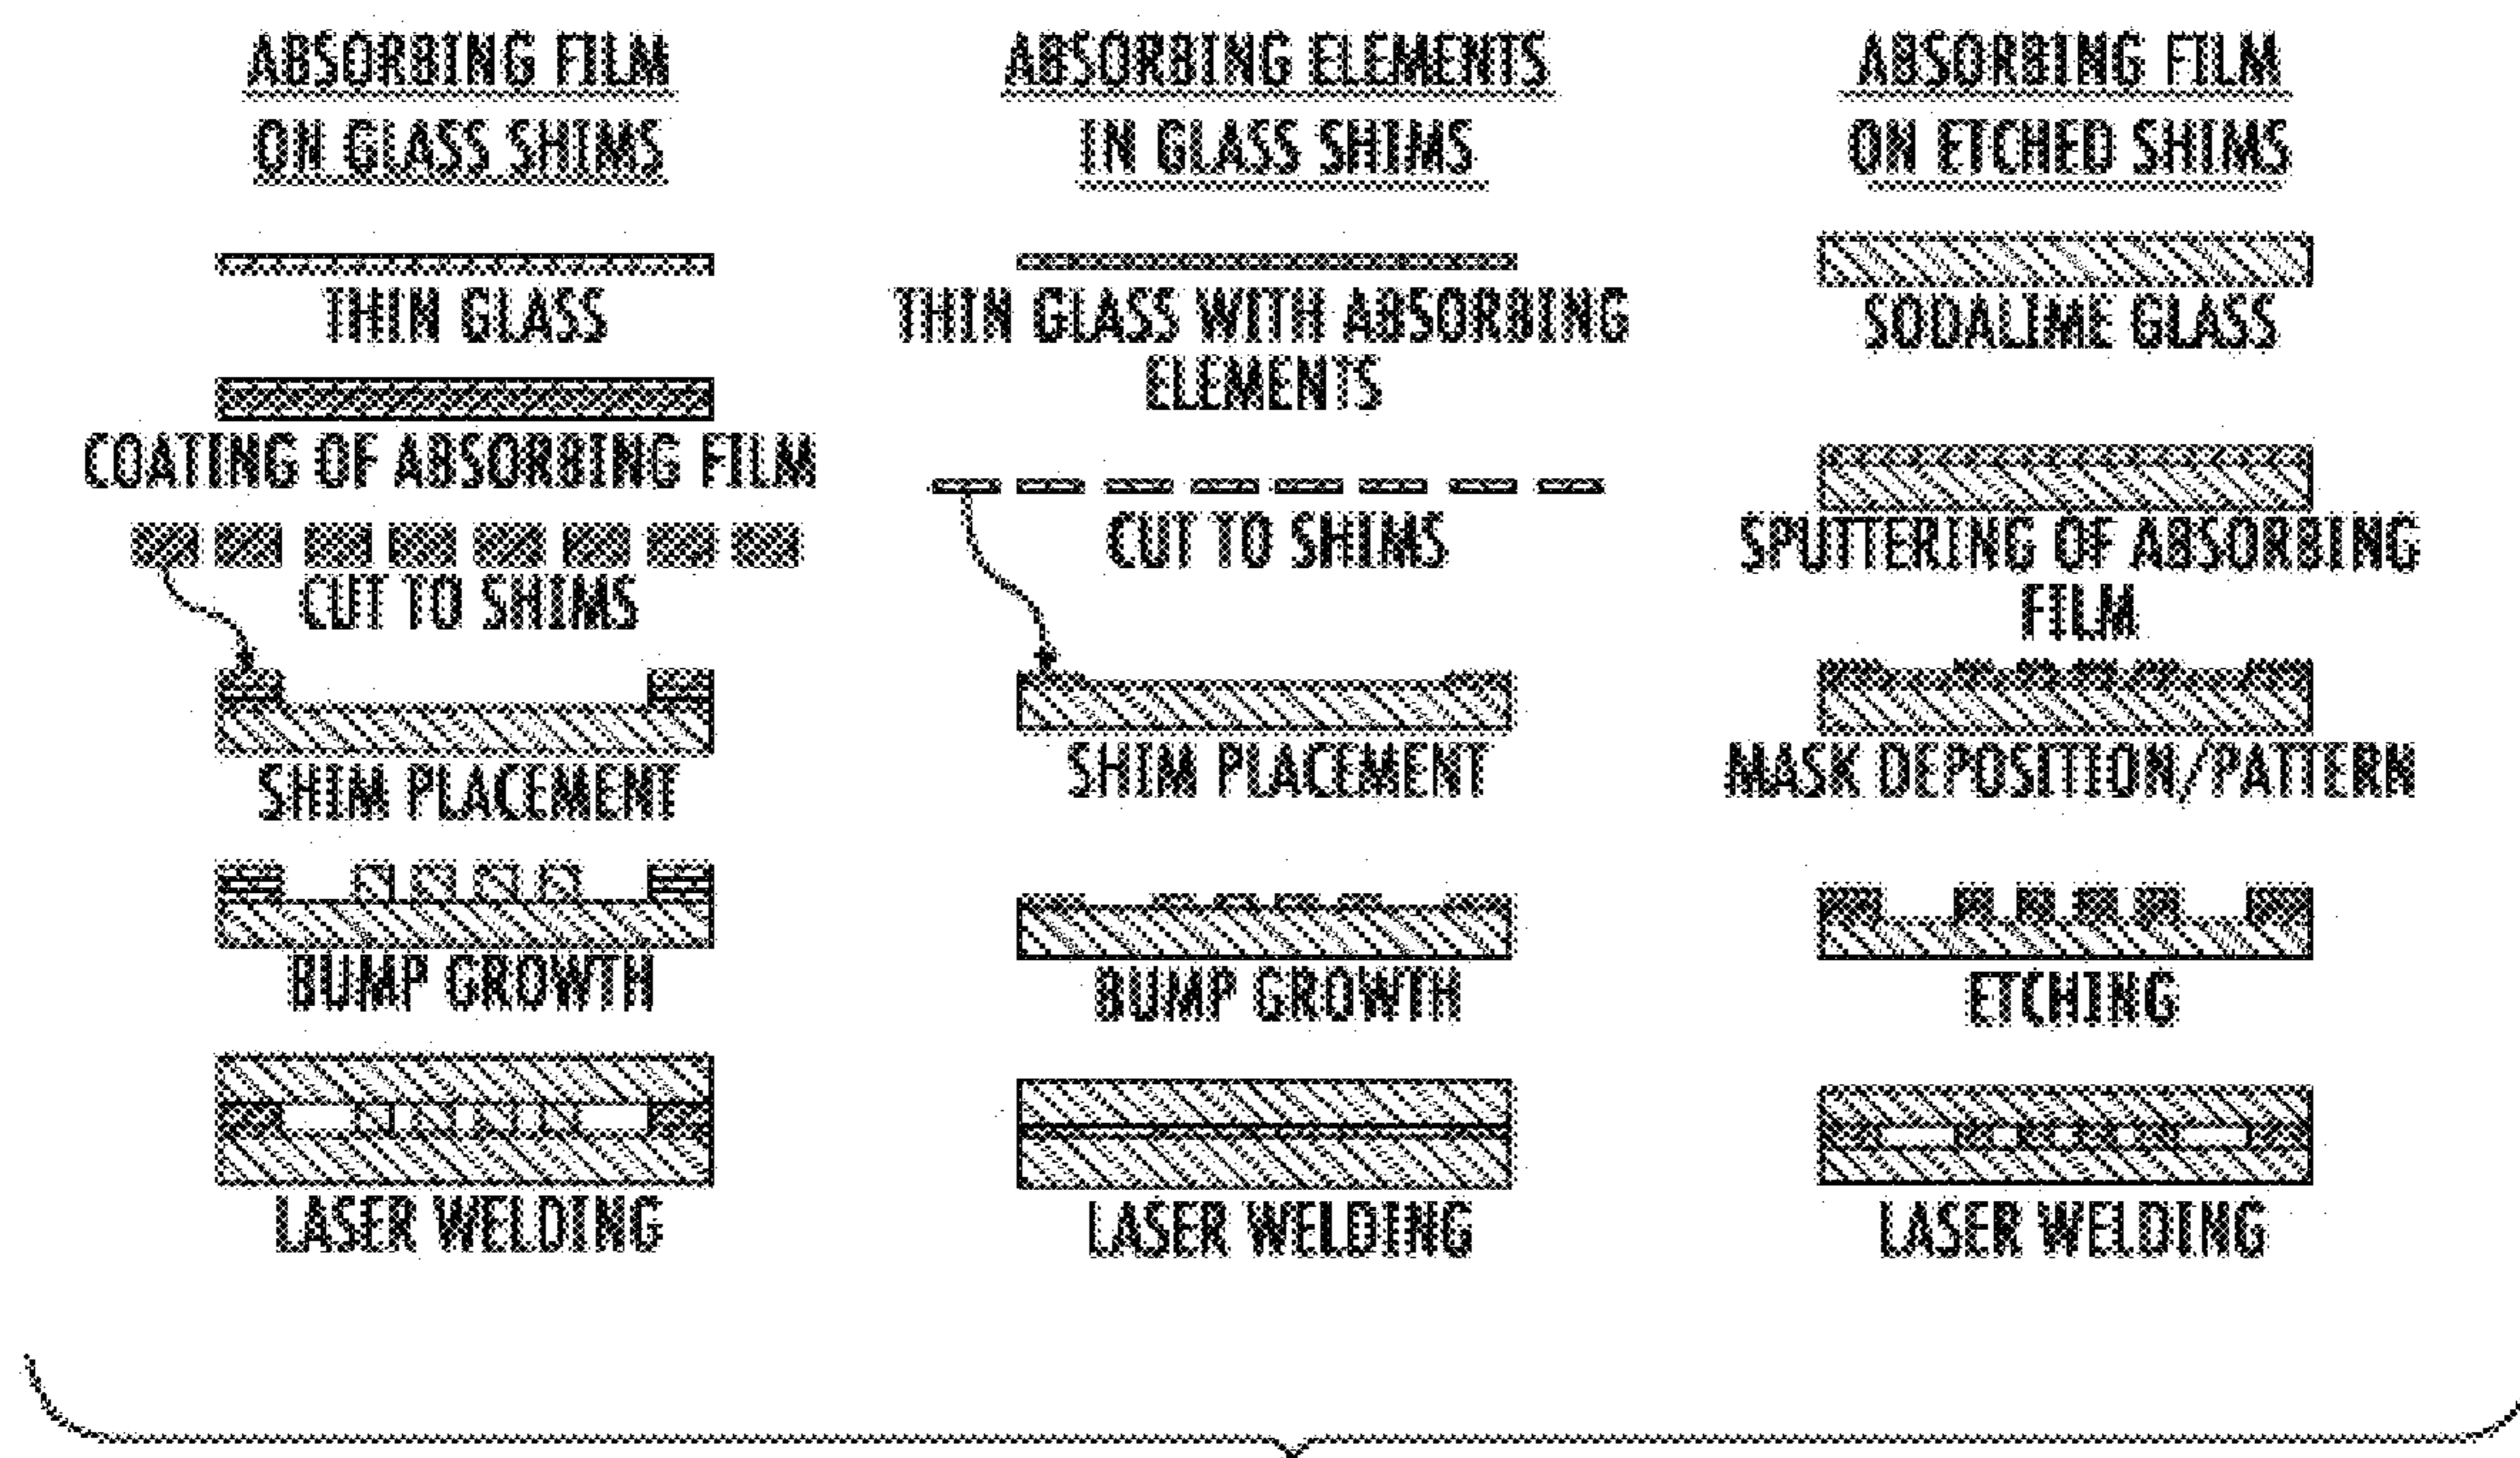 ABSORBING FILM
ON GLASS SHIMS
THIN GLASS
COATING OF ABSORBING FILM
CUT TO SHIMS
SHIM PLACEMENT
BUMP GROWTH
LASER WELDING
ABSORBING ELEMENTS
IN GLASS SHIMS
THIN GLASS WITH ABSORBING
ELEMENTS
CUT TO SHIMS
SHIM PLACEMENT
BUMP GROWTH
LASER WELDING
ABSORBING FILM
ON ETCHED SHIMS
SODALIME GLASS
SPUTTERING OF ABSORBING
FILM
MASK DEPOSITION/PATTERN
ETCHING
LASER WELDING